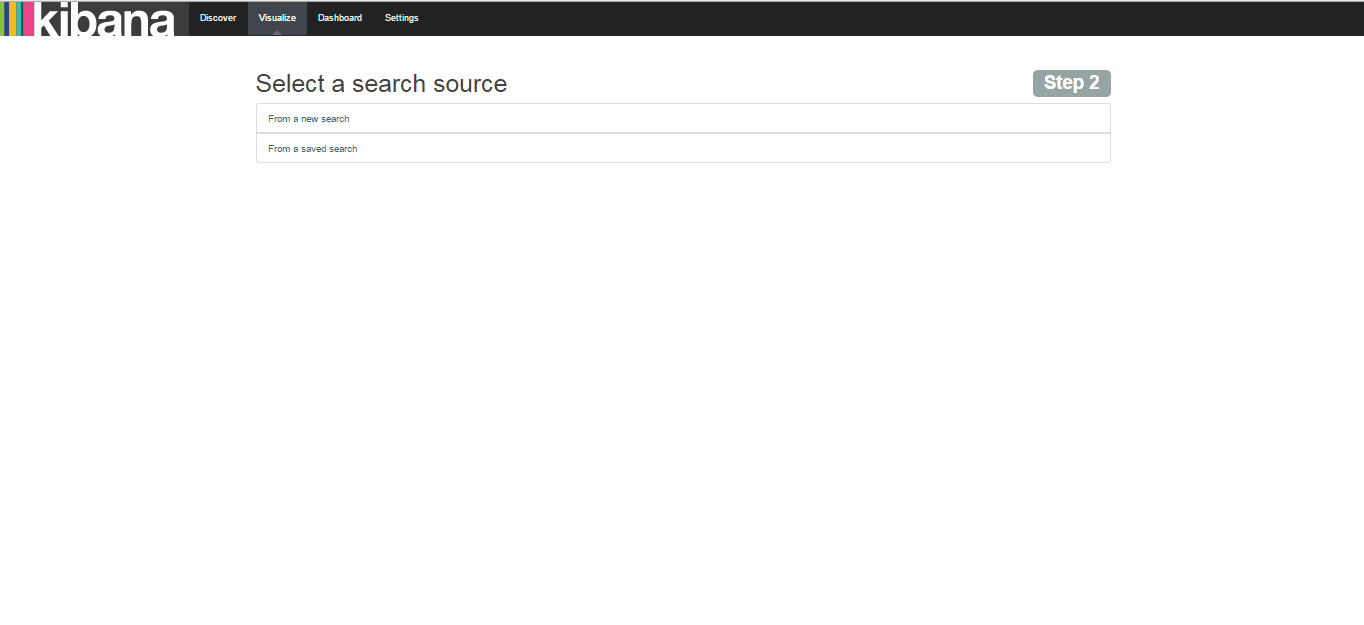 kibana Discover Visualize Dashboard Settings
Select a search source Step 2
From a new search
From a saved search